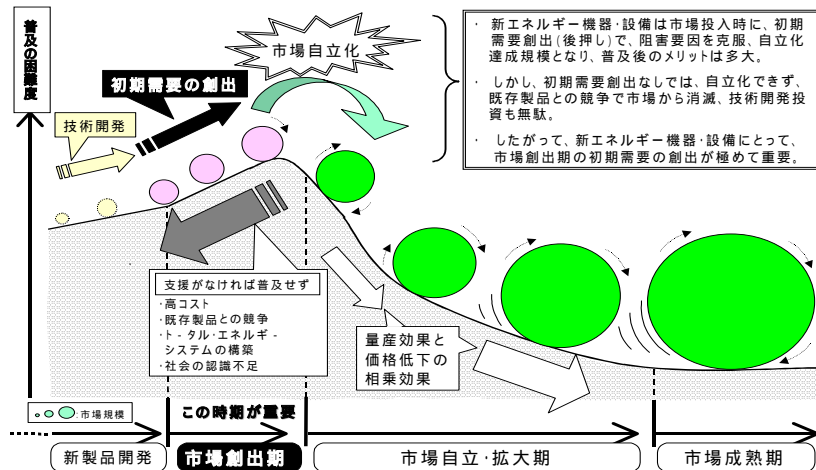 普及の困難度
市場自立化
初期需要の創出
技術開発
・ 新エネルギー機器・設備は市場投入時に、初期
需要創出(後押し)で、阻害要因を克服、自立化
達成規模となり、普及後のメリットは多大。
・ しかし、初期需要創出なしでは、自立化できず、
既存製品との競争で市場から消滅、技術開発投
資も無駄。
・ したがって、新エネルギー機器・設備にとって、
市場創出期の初期需要の創出が極めて重要。
支援がなければ普及せず
・高コスト
・既存製品との競争
・ト-タル・エネルギ-
システムの構築
・社会の認識不足
量産効果と
価格低下の
相乗効果
:市場規模
この時期が重要
新製品開発
市場創出期
市場自立・拡大期
市場成熟期